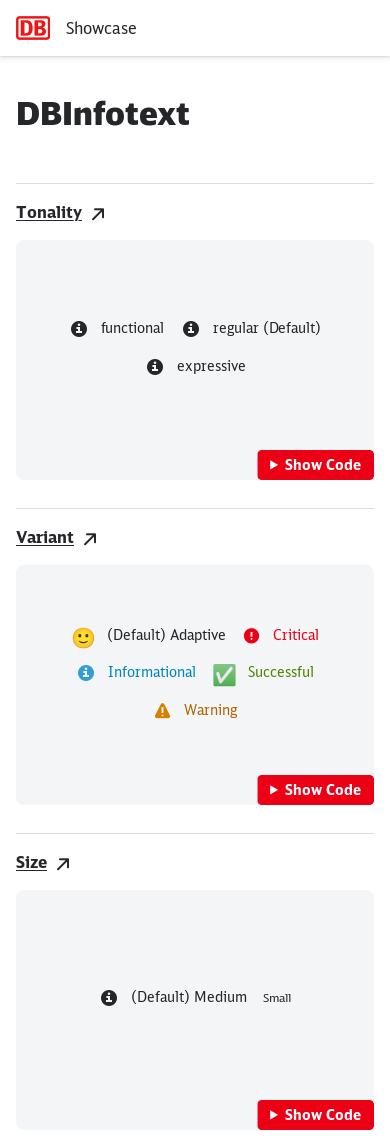 DB Showcase
DBInfotext
Tonality
functional regular (Default)
expressive
Show Code
Variant
(Default) Adaptive Critical
Informational Successful
Warning
Show Code
Size
(Default) Medium Small
Show Code